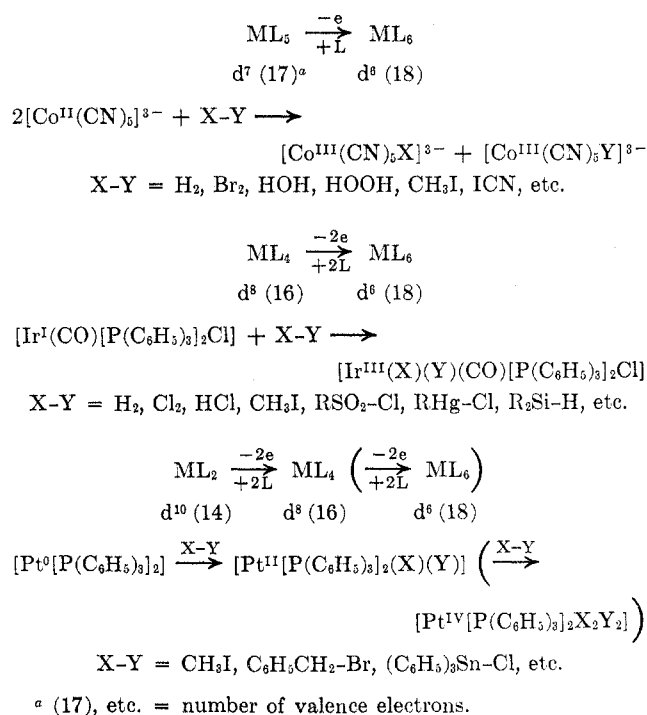 ML₅ −e → +L ML₆
d⁷ (17)ᵃ d⁶ (18)
2[Coᴵᴵ(CN)₅]³⁻ + X-Y ⟶
[Coᴵᴵᴵ(CN)₅X]³⁻ + [Coᴵᴵᴵ(CN)₅Y]³⁻
X-Y = H₂, Br₂, HOH, HOOH, CH₃I, ICN, etc.
ML₄ −2e → +2L ML₆
d⁸ (16) d⁶ (18)
[Irᴵ(CO)[P(C₆H₅)₃]₂Cl] + X-Y ⟶
[Irᴵᴵᴵ(X)(Y)(CO)[P(C₆H₅)₃]₂Cl]
X-Y = H₂, Cl₂, HCl, CH₃I, RSO₂-Cl, RHg-Cl, R₂Si-H, etc.
ML₂ −2e → +2L ML₄ ( −2e → +2L ML₆ )
d¹⁰ (14) d⁸ (16) d⁶ (18)
[Pt⁰[P(C₆H₅)₃]₂] X-Y → [Ptᴵᴵ[P(C₆H₅)₃]₂(X)(Y)] ( X-Y →
[Ptᴵⱽ[P(C₆H₅)₃]₂X₂Y₂] )
X-Y = CH₃I, C₆H₅CH₂-Br, (C₆H₅)₃Sn-Cl, etc.
ᵃ (17), etc. = number of valence electrons.